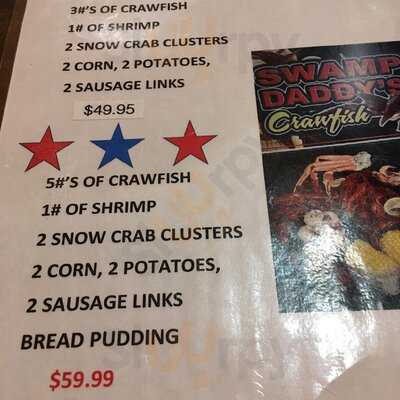 3#'S OF CRAWFISH
1# OF SHRIMP
2 SNOW CRAB CLUSTERS
2 CORN, 2 POTATOES,
2 SAUSAGE LINKS
$49.95
SWAMP
DADDY'S
Crawfish
5#'S OF CRAWFISH
1# OF SHRIMP
2 SNOW CRAB CLUSTERS
2 CORN, 2 POTATOES,
2 SAUSAGE LINKS
BREAD PUDDING
$59.99